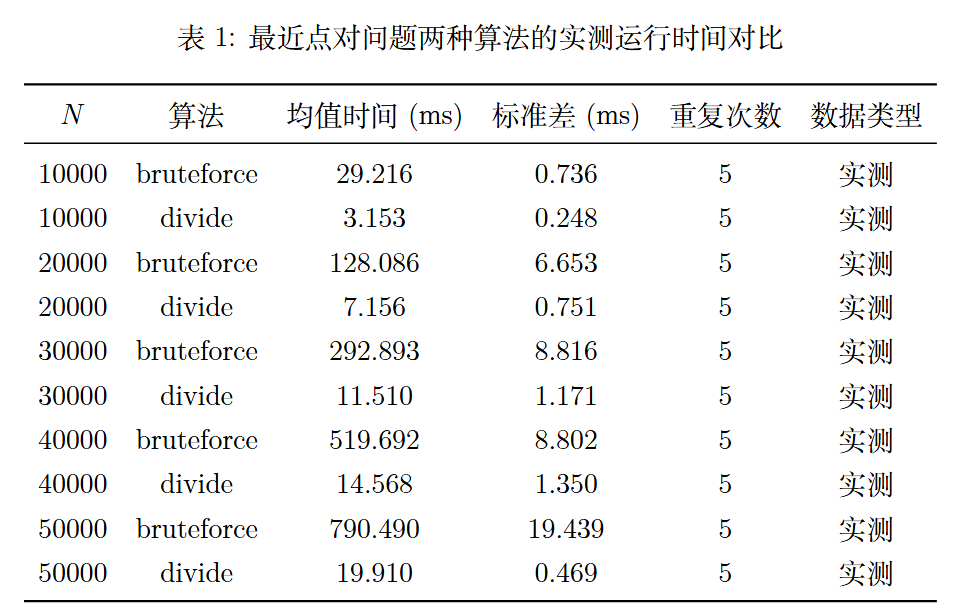 表 1: 最近点对问题两种算法的实测运行时间对比
N 算法 均值时间 (ms) 标准差 (ms) 重复次数 数据类型
10000 bruteforce 29.216 0.736 5 实测
10000 divide 3.153 0.248 5 实测
20000 bruteforce 128.086 6.653 5 实测
20000 divide 7.156 0.751 5 实测
30000 bruteforce 292.893 8.816 5 实测
30000 divide 11.510 1.171 5 实测
40000 bruteforce 519.692 8.802 5 实测
40000 divide 14.568 1.350 5 实测
50000 bruteforce 790.490 19.439 5 实测
50000 divide 19.910 0.469 5 实测